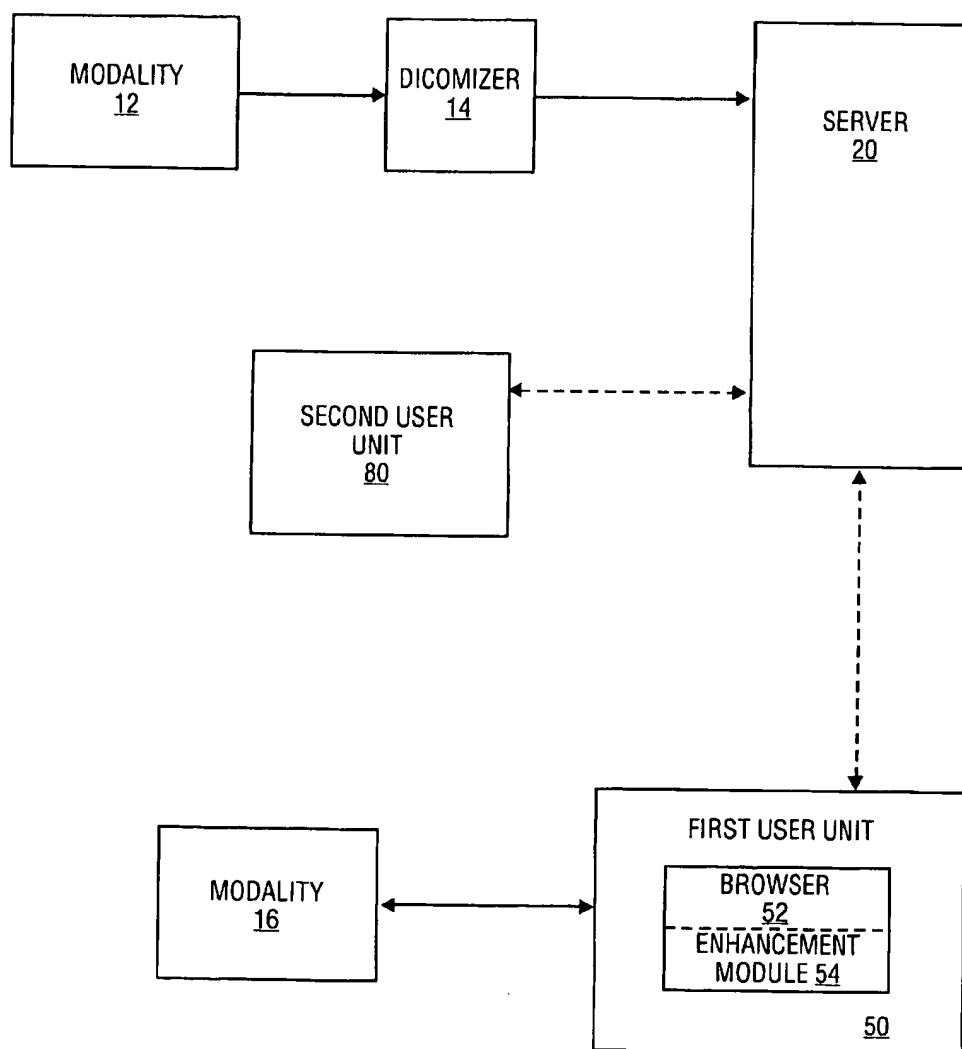 MODALITY
12
DICOMIZER
14
SERVER
20
SECOND USER
UNIT
80
FIRST USER UNIT
BROWSER
52
ENHANCEMENT
MODULE 54
50
MODALITY
16